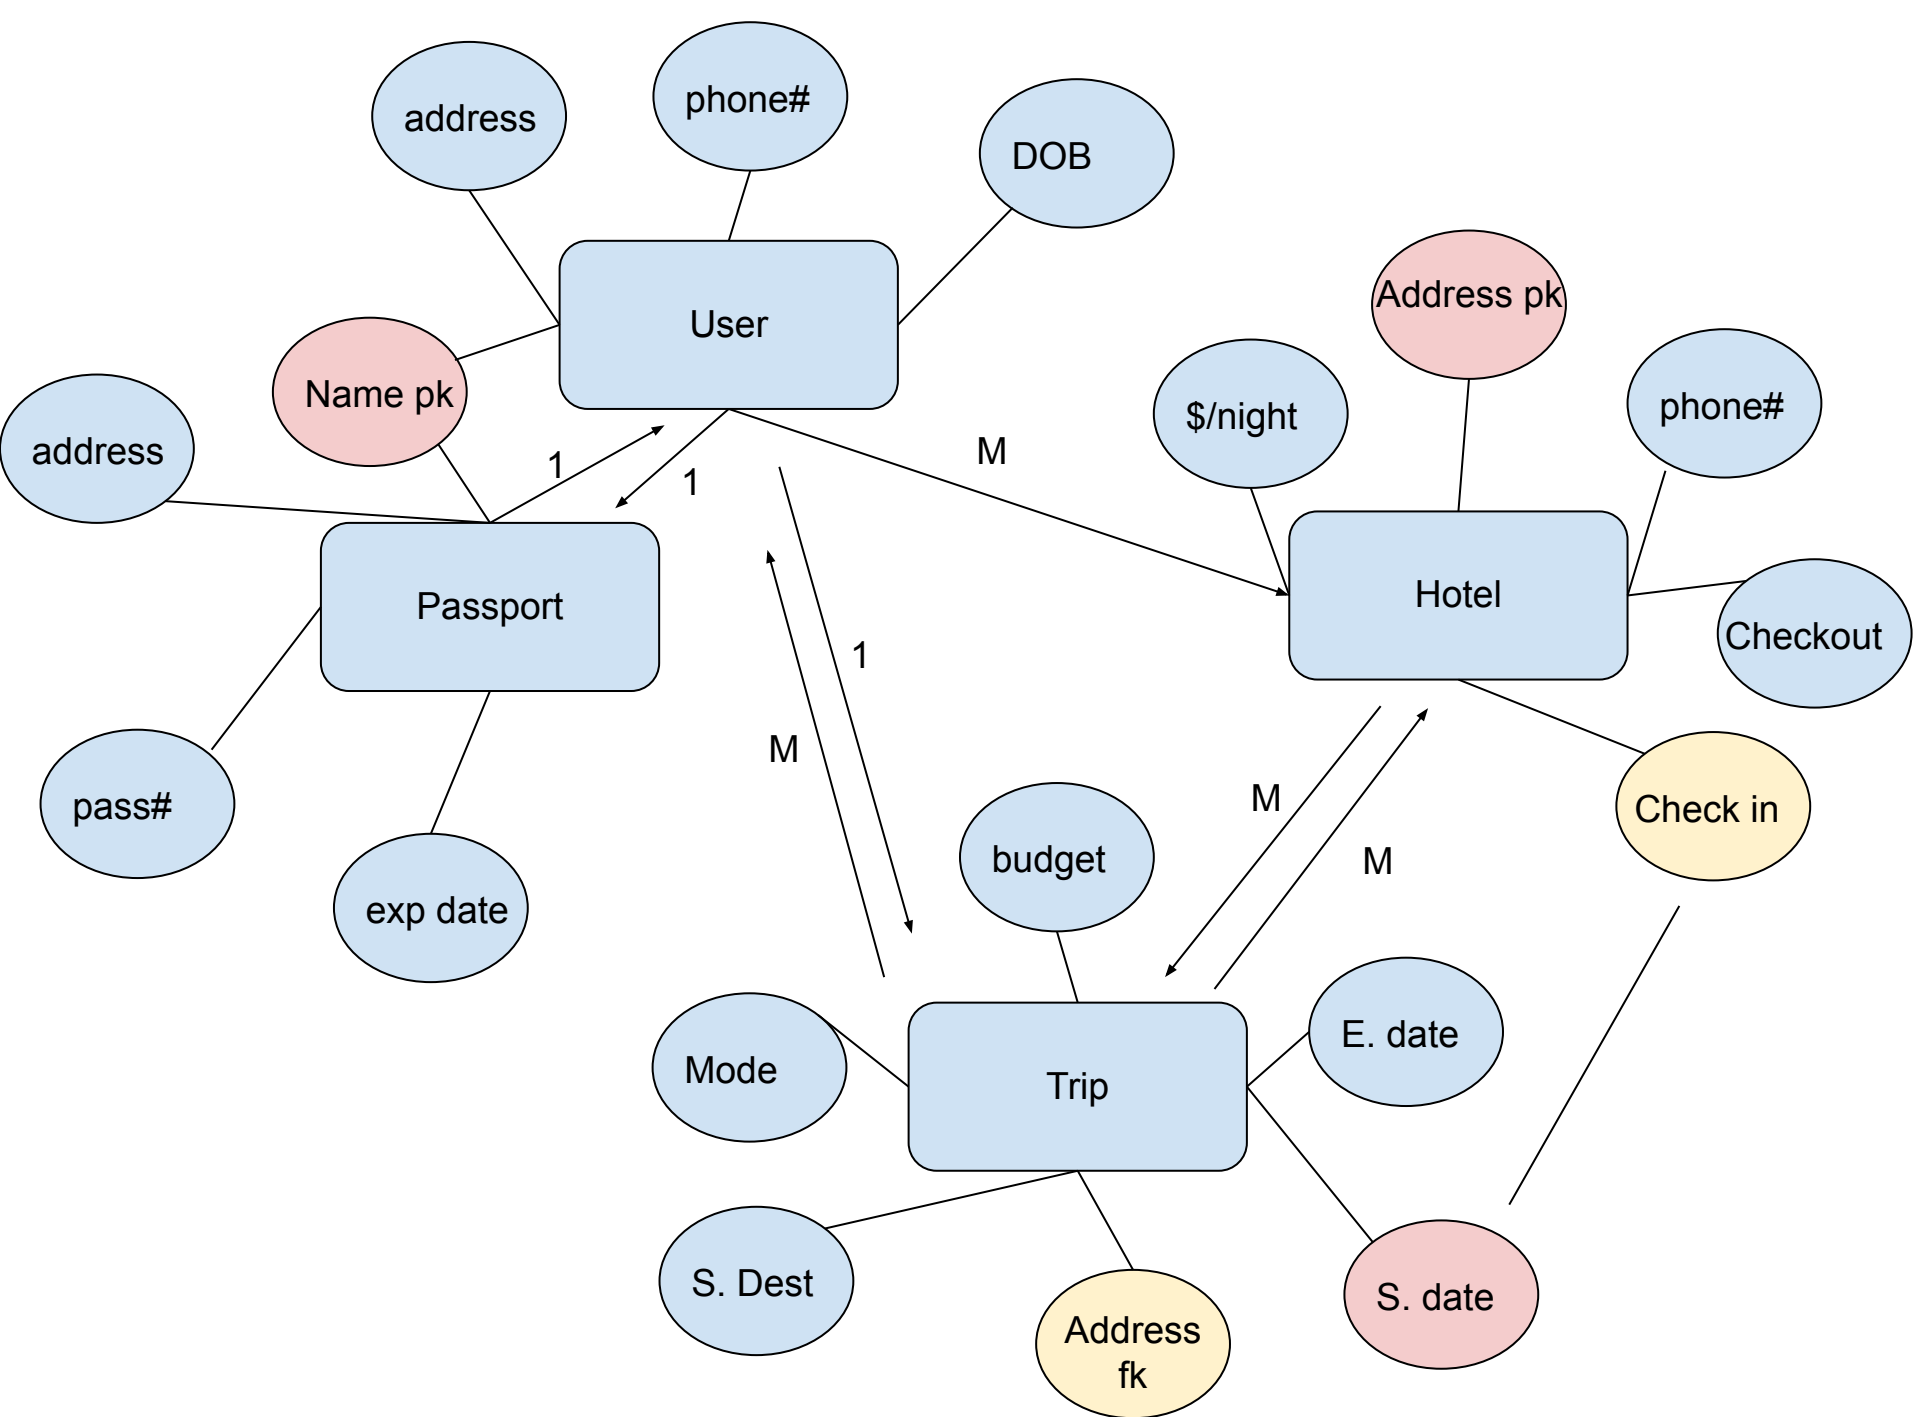 phone#
address
DOB
Address pk
User
Name pk
$/night
phone#
address
M
1
1
Hotel
Passport
Checkout
1
M
pass#
M
Check in
budget
M
exp date
E. date
Mode
Trip
S. Dest
S. date
Address
fk